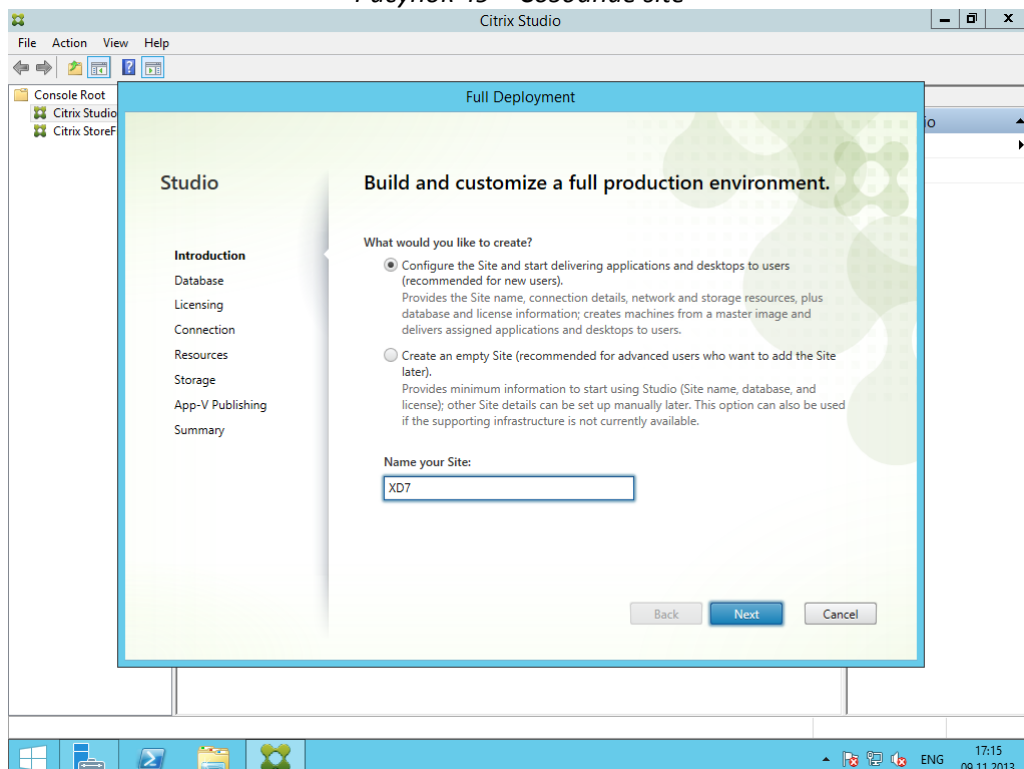 Citrix Studio
File Action View Help
Console Root
Citrix Studio
Citrix StoreF
Full Deployment
io
Studio
Introduction
Database
Licensing
Connection
Resources
Storage
App-V Publishing
Summary
Build and customize a full production environment.
What would you like to create?
Configure the Site and start delivering applications and desktops to users
(recommended for new users).
Provides the Site name, connection details, network and storage resources, plus
database and license information; creates machines from a master image and
delivers assigned applications and desktops to users.
Create an empty Site (recommended for advanced users who want to add the Site
later).
Provides minimum information to start using Studio (Site name, database, and
license); other Site details can be set up manually later. This option can also be used
if the supporting infrastructure is not currently available.
Name your Site:
XD7
Back Next Cancel
ENG 17:15
09.11.2013